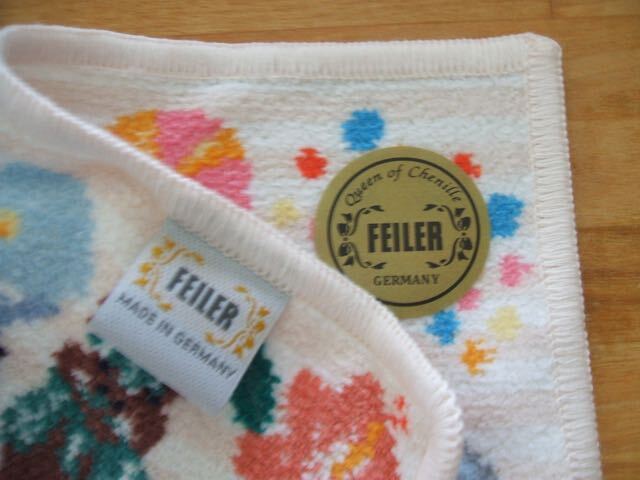 Queen of Chenille
FEILER
GERMANY
FEILER
MADE IN GERMANY